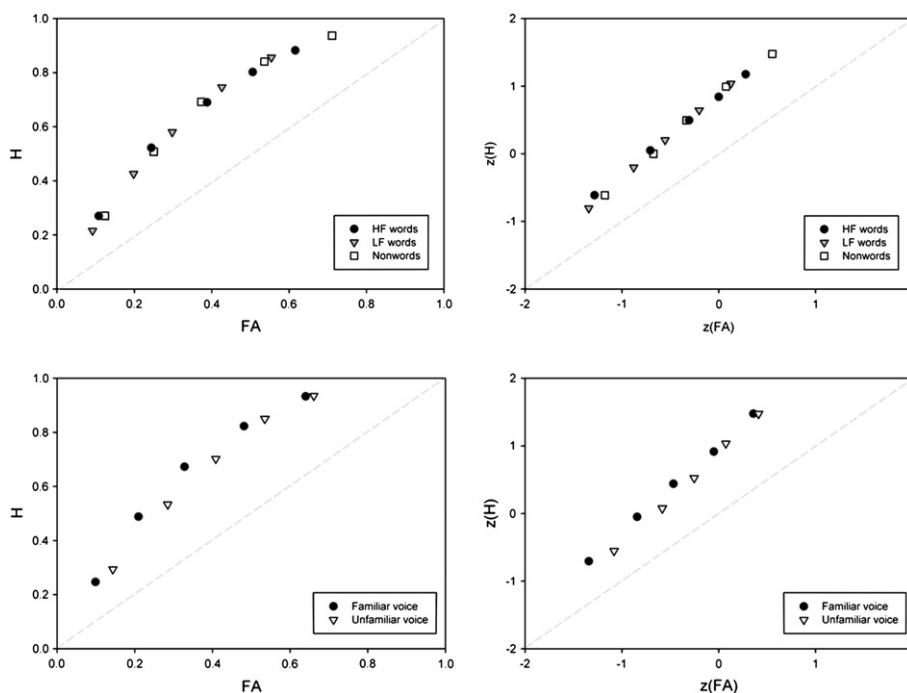 1.0
0.8
0.6
0.4
0.2
0.0
H
0.0 0.2 0.4 0.6 0.8 1.0
FA
HF words
LF words
Nonwords
2
1
0
-1
-2
z(H)
-2 -1 0 1
z(FA)
HF words
LF words
Nonwords
1.0
0.8
0.6
0.4
0.2
0.0
H
0.0 0.2 0.4 0.6 0.8 1.0
FA
Familiar voice
Unfamiliar voice
2
1
0
-1
-2
z(H)
-2 -1 0 1
z(FA)
Familiar voice
Unfamiliar voice